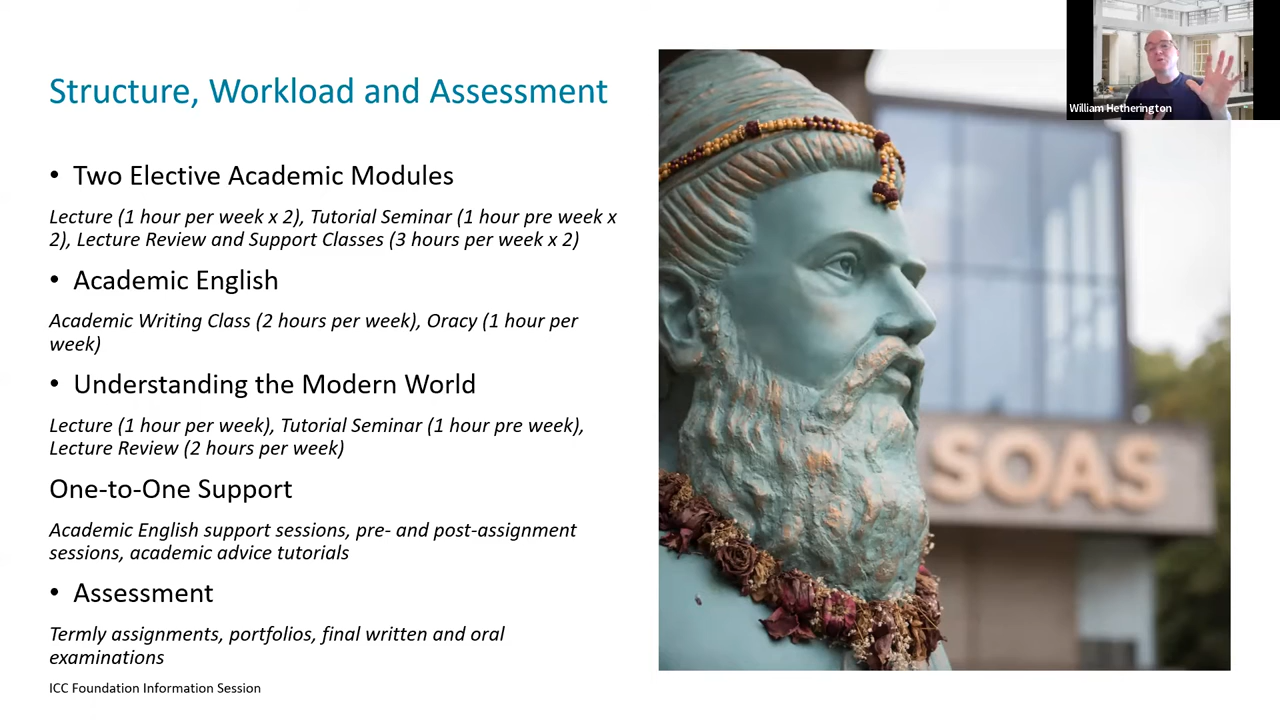 Structure, Workload and Assessment
• Two Elective Academic Modules
Lecture (1 hour per week x 2), Tutorial Seminar (1 hour pre week x
2), Lecture Review and Support Classes (3 hours per week x 2)
• Academic English
Academic Writing Class (2 hours per week), Oracy (1 hour per
week)
• Understanding the Modern World
Lecture (1 hour per week), Tutorial Seminar (1 hour pre week),
Lecture Review (2 hours per week)
One-to-One Support
Academic English support sessions, pre- and post-assignment
sessions, academic advice tutorials
• Assessment
Termly assignments, portfolios, final written and oral
examinations
ICC Foundation Information Session
William Hetherington
SOAS